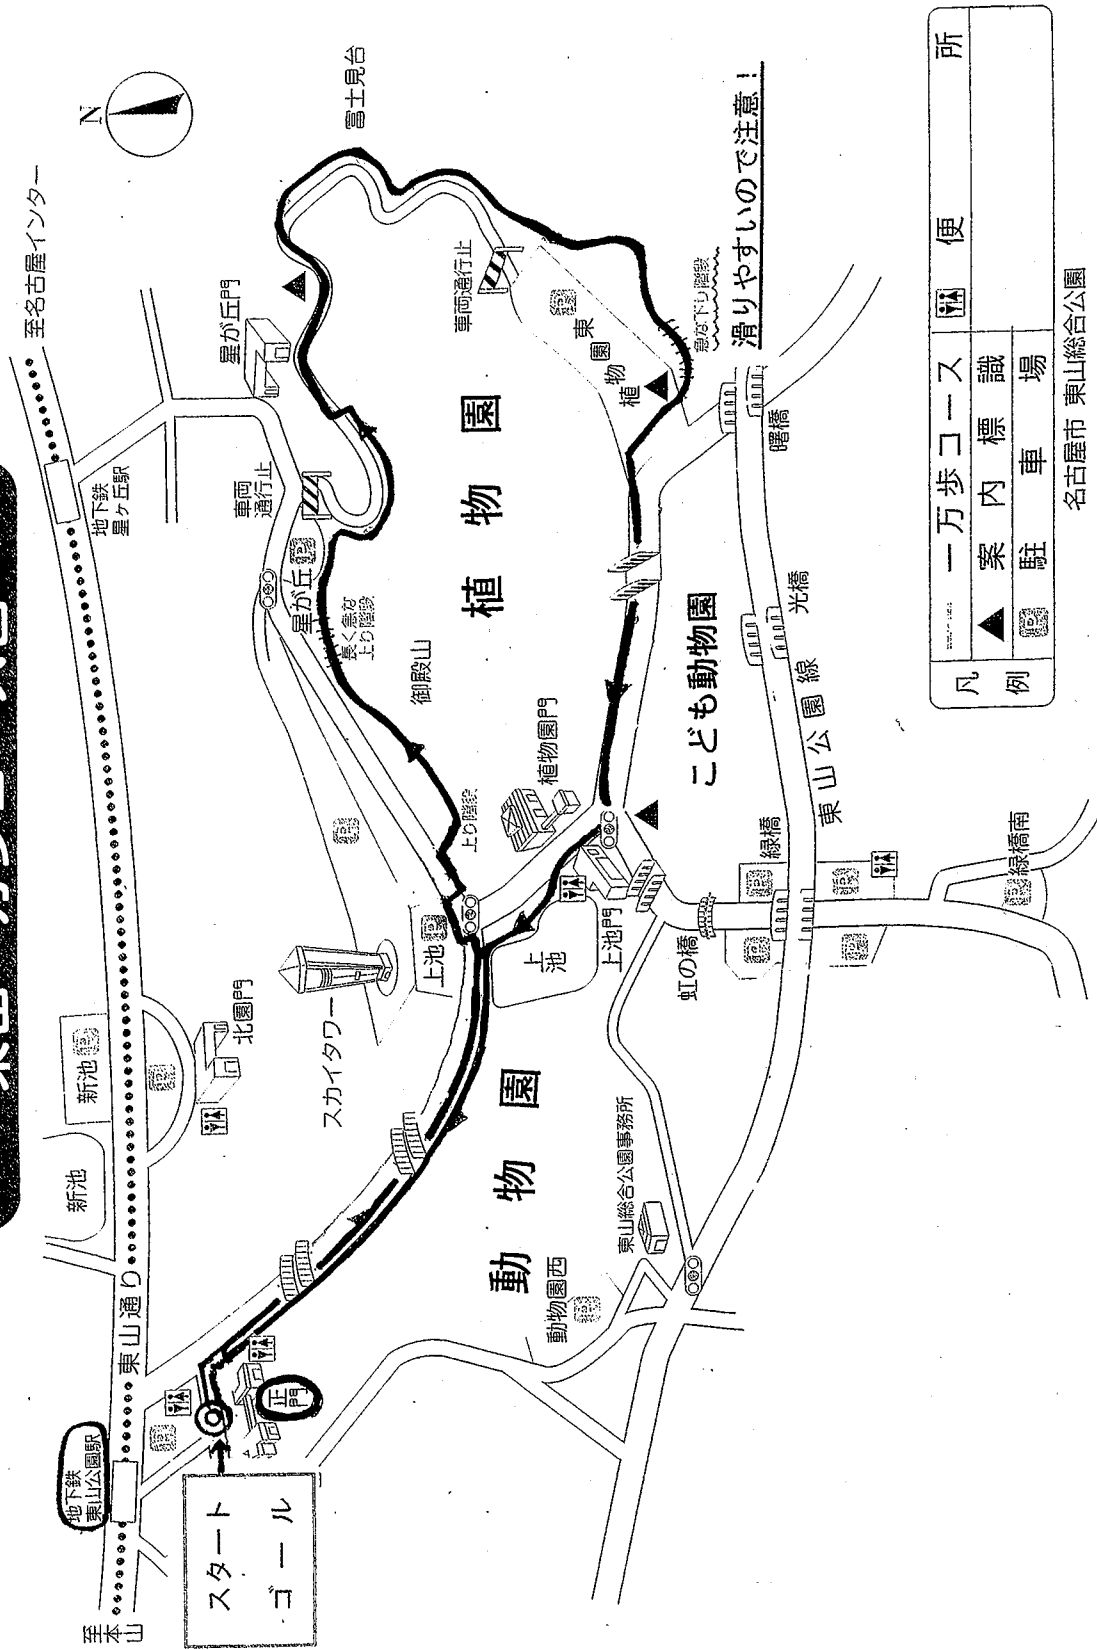 至名古屋インター
N
富士見台
星が丘門
地下鉄
星ヶ丘駅
車両
通行止
車両通行止
星が丘 P
長く急な
上り階段
御殿山
植物園
東
園
植物
P
急な下り階段
滑りやすいので注意！
曙橋
光橋
東山公園線
こども動物園
植物園門
上り階段
上池 P
上池
上池門
虹の橋
緑橋
緑橋南
P
スカイタワー
北園門
新池 P
新池
P
東山通り
動物園
東山総合公園事務所
動物園西
P
正門
地下鉄
東山公園駅
至
本山
スタート
ゴール
凡例
一万歩コース
便所
案内標識
P 駐車場
名古屋市 東山総合公園